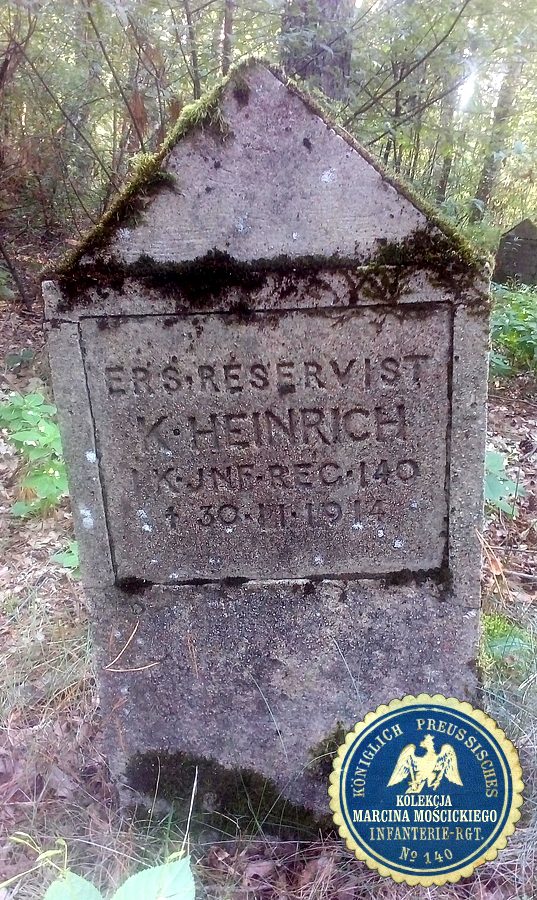 ERS·RESERVIST
K·HEINRICH
K·JNF·REG·140
† 30·11·1914
KÖNIGLICH PREUSSISCHES
KOLEKCJA
MARCINA MOŚCICKIEGO
INFANTERIE-RGT.
No 140